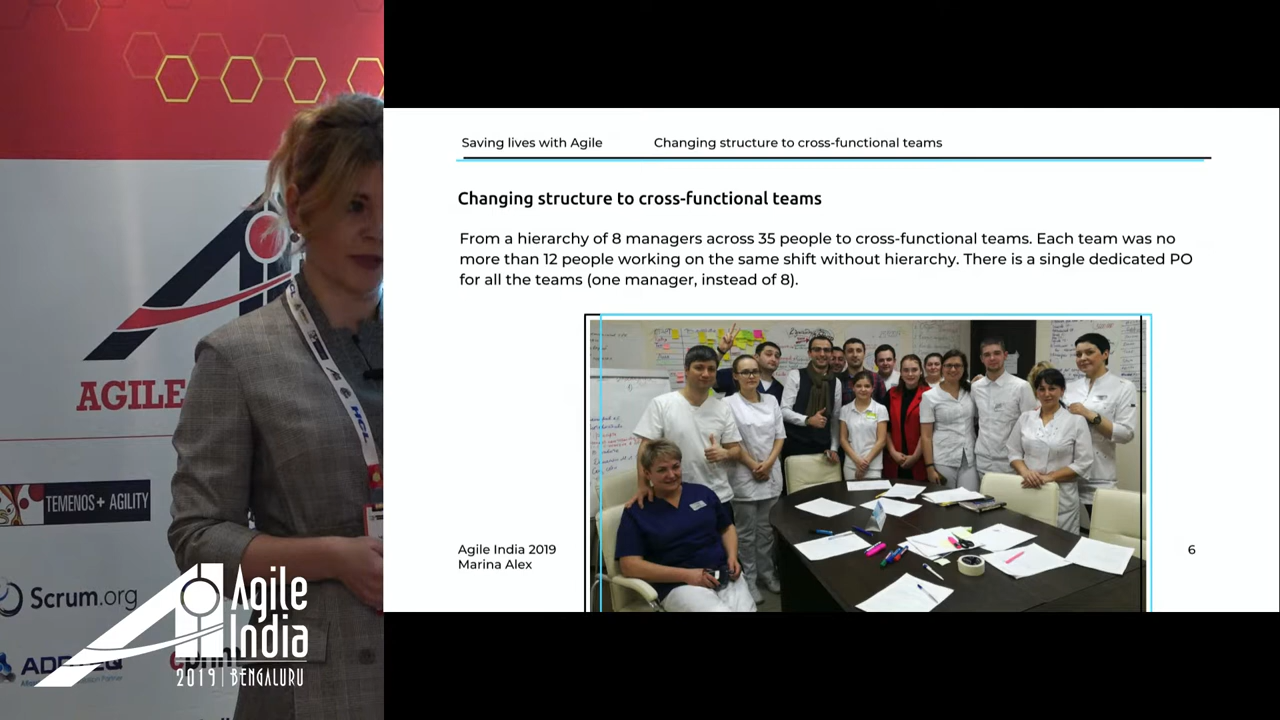 AGILE
HCL
TEMENOS+ AGILITY
Scrum.org
Agile
India
2019 | BENGALURU
Saving lives with Agile
Changing structure to cross-functional teams
Changing structure to cross-functional teams
From a hierarchy of 8 managers across 35 people to cross-functional teams. Each team was no
more than 12 people working on the same shift without hierarchy. There is a single dedicated PO
for all the teams (one manager, instead of 8).
Agile India 2019
Marina Alex
6